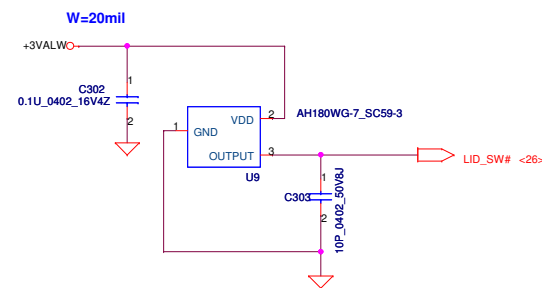 W=20mil
+3VALW
1
C302
0.1U_0402_16V4Z
2
AH180WG-7_SC59-3
VDD
2
1
GND
OUTPUT
3
U9
LID_SW# <26>
1
C303
2
10P_0402_50V8J